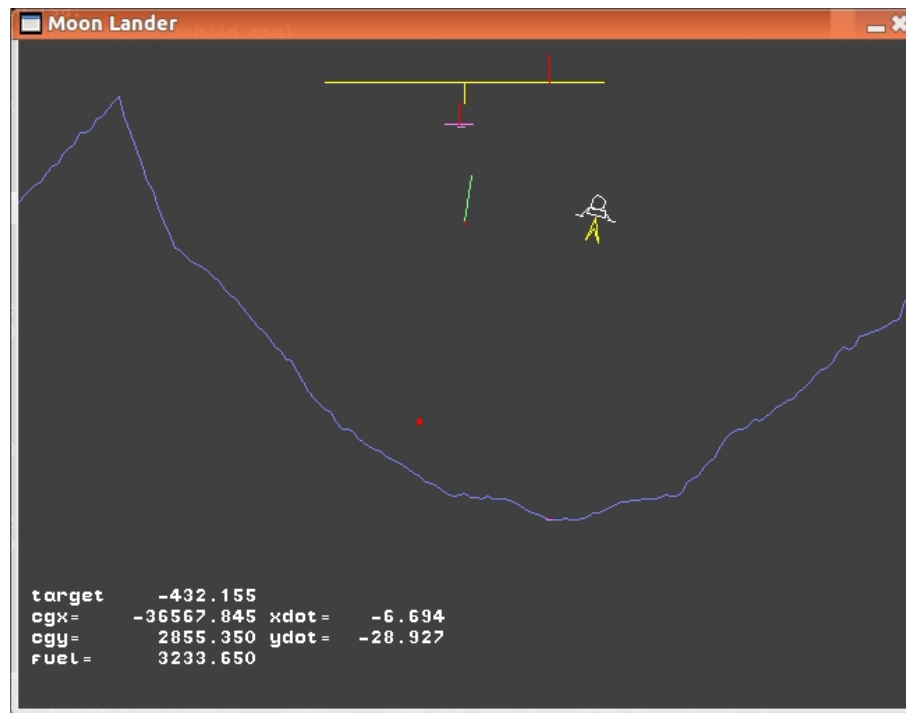 Moon Lander
target -432.155
cgx= -36567.845 xdot= -6.694
cgy= 2855.350 ydot= -28.927
fuel= 3233.650